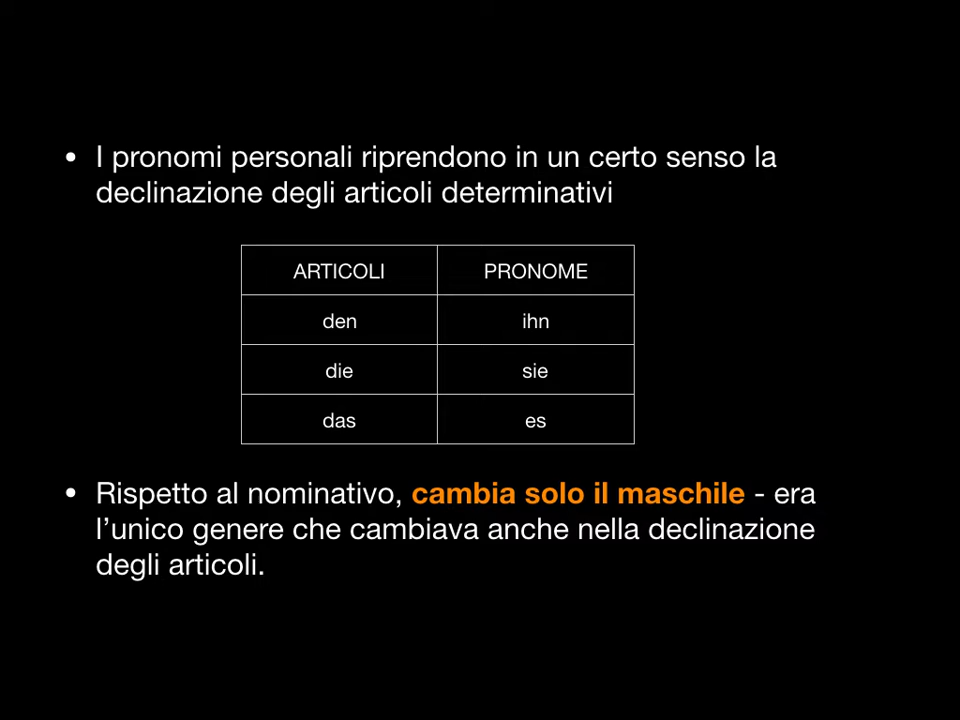 • I pronomi personali riprendono in un certo senso la
declinazione degli articoli determinativi
ARTICOLI PRONOME
den ihn
die sie
das es
• Rispetto al nominativo, cambia solo il maschile - era
l’unico genere che cambiava anche nella declinazione
degli articoli.